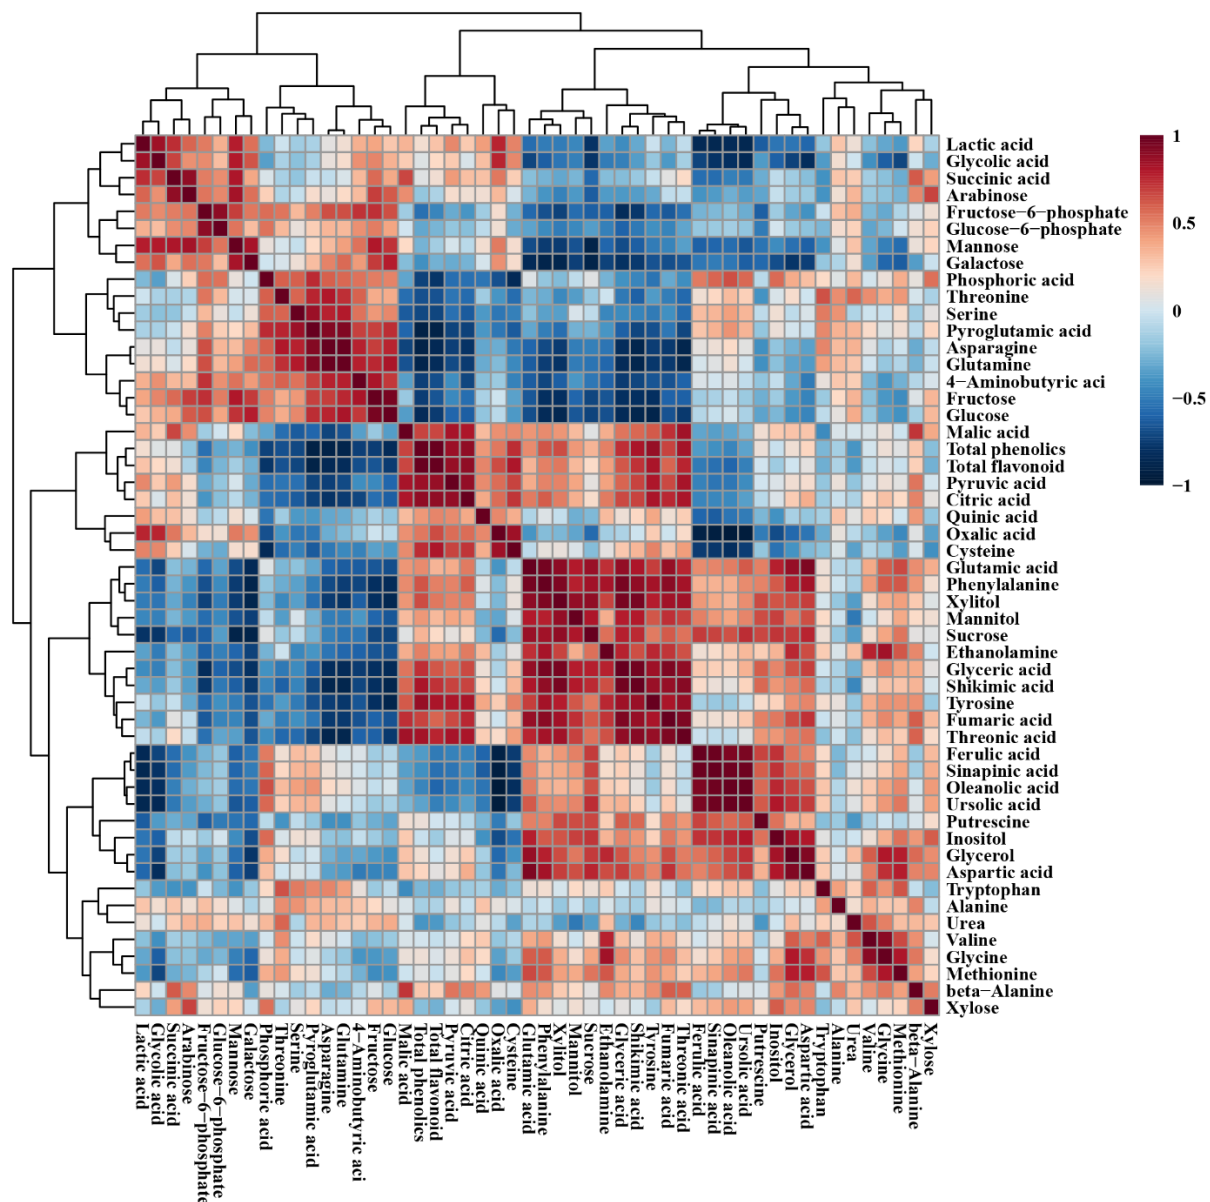 Lactic acid
Glycolic acid
Succinic acid
Arabinose
Fructose−6−phosphate
Glucose−6−phosphate
Mannose
Galactose
Phosphoric acid
Threonine
Serine
Pyroglutamic acid
Asparagine
Glutamine
4−Aminobutyric aci
Fructose
Glucose
Malic acid
Total phenolics
Total flavonoid
Pyruvic acid
Citric acid
Quinic acid
Oxalic acid
Cysteine
Glutamic acid
Phenylalanine
Xylitol
Mannitol
Sucrose
Ethanolamine
Glyceric acid
Shikimic acid
Tyrosine
Fumaric acid
Threonic acid
Ferulic acid
Sinapinic acid
Oleanolic acid
Ursolic acid
Putrescine
Inositol
Glycerol
Aspartic acid
Tryptophan
Alanine
Urea
Valine
Glycine
Methionine
beta−Alanine
Xylose
1
0.5
0
−0.5
−1
Lactic acid
Glycolic acid
Succinic acid
Arabinose
Fructose−6−phosphate
Glucose−6−phosphate
Mannose
Galactose
Phosphoric acid
Threonine
Serine
Pyroglutamic acid
Asparagine
Glutamine
4−Aminobutyric aci
Fructose
Glucose
Malic acid
Total phenolics
Total flavonoid
Pyruvic acid
Citric acid
Quinic acid
Oxalic acid
Cysteine
Glutamic acid
Phenylalanine
Xylitol
Mannitol
Sucrose
Ethanolamine
Glyceric acid
Shikimic acid
Tyrosine
Fumaric acid
Threonic acid
Ferulic acid
Sinapinic acid
Oleanolic acid
Ursolic acid
Putrescine
Inositol
Glycerol
Aspartic acid
Tryptophan
Alanine
Urea
Valine
Glycine
Methionine
beta−Alanine
Xylose